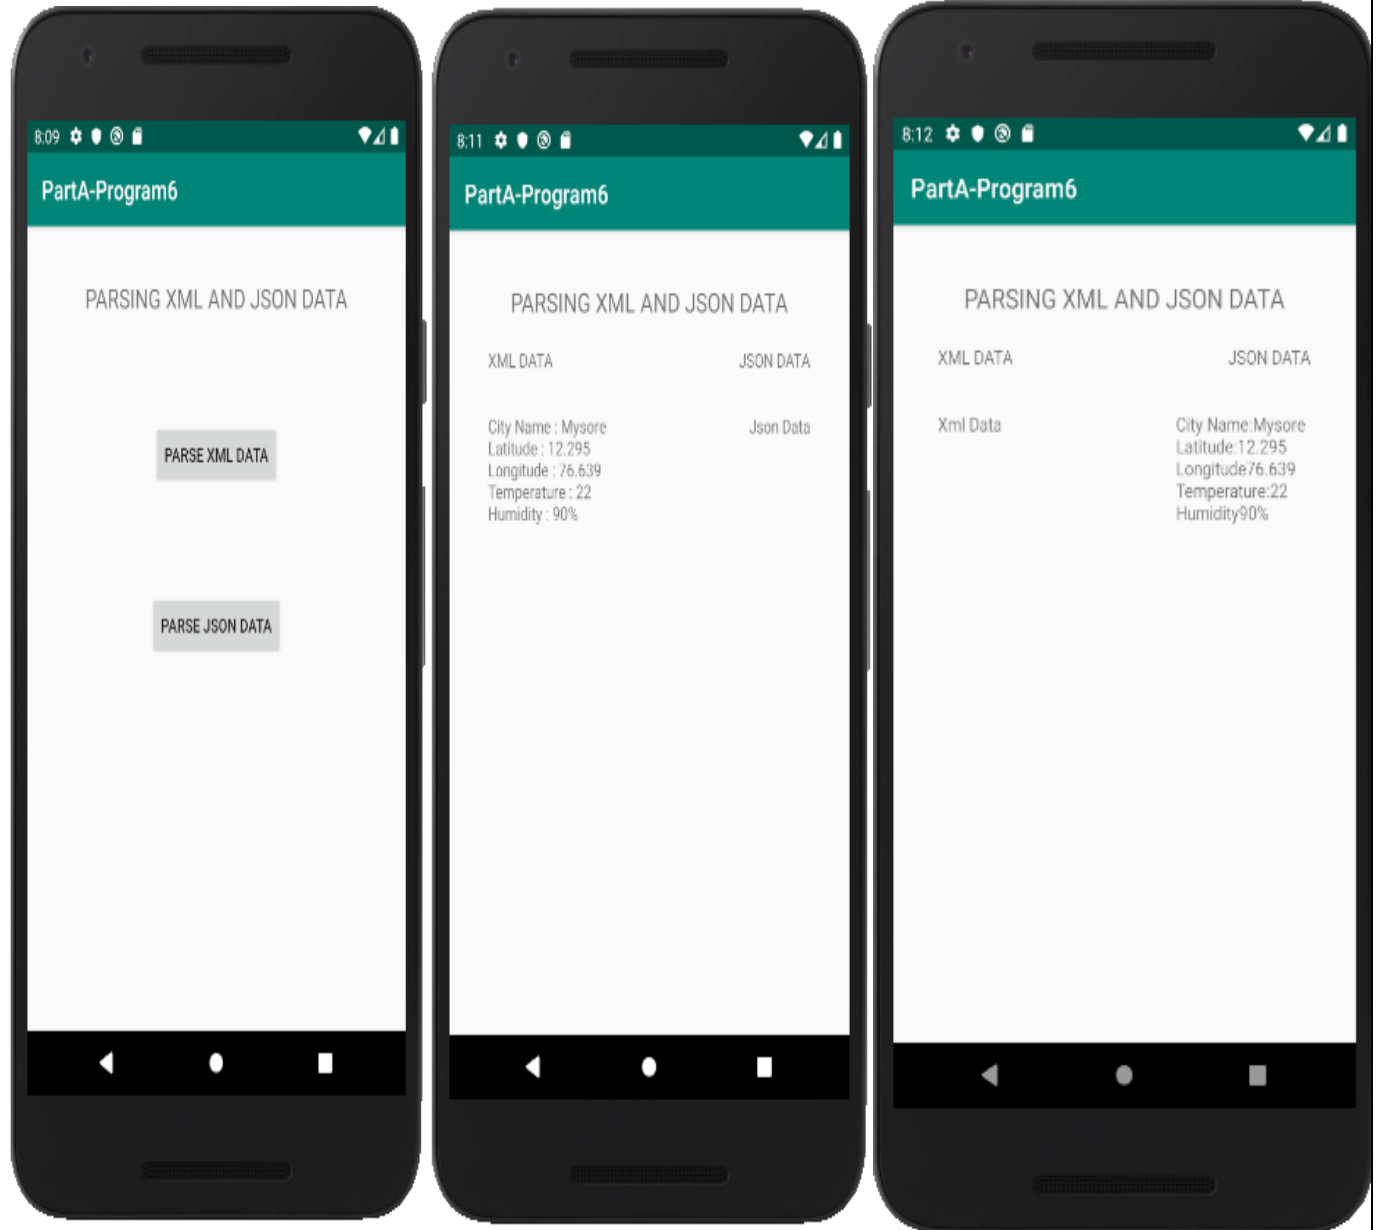 8:09
PartA-Program6
PARSING XML AND JSON DATA
PARSE XML DATA
PARSE JSON DATA
8:11
PartA-Program6
PARSING XML AND JSON DATA
XML DATA JSON DATA
City Name : Mysore Json Data
Latitude : 12.295
Longitude : 76.639
Temperature : 22
Humidity : 90%
8:12
PartA-Program6
PARSING XML AND JSON DATA
XML DATA JSON DATA
Xml Data City Name:Mysore
Latitude:12.295
Longitude76.639
Temperature:22
Humidity90%